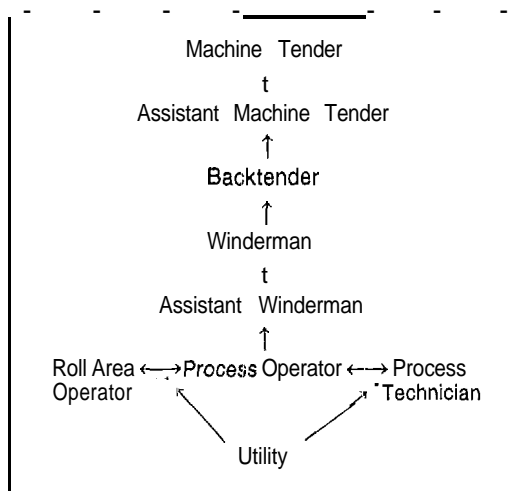 Machine Tender
t
Assistant Machine Tender
↑
Backtender
↑
Winderman
t
Assistant Winderman
↑
Roll Area ←→ Process Operator ←→ Process
Operator Technician
Utility